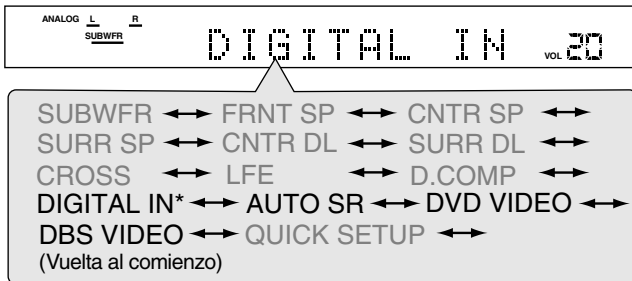 ANALOG L R
SUBWFR
DIGITAL IN VOL 20
SUBWFR ↔ FRNT SP ↔ CNTR SP ↔
SURR SP ↔ CNTR DL ↔ SURR DL ↔
CROSS ↔ LFE ↔ D.COMP ↔
DIGITAL IN* ↔ AUTO SR ↔ DVD VIDEO ↔
DBS VIDEO ↔ QUICK SETUP ↔
(Vuelta al comienzo)